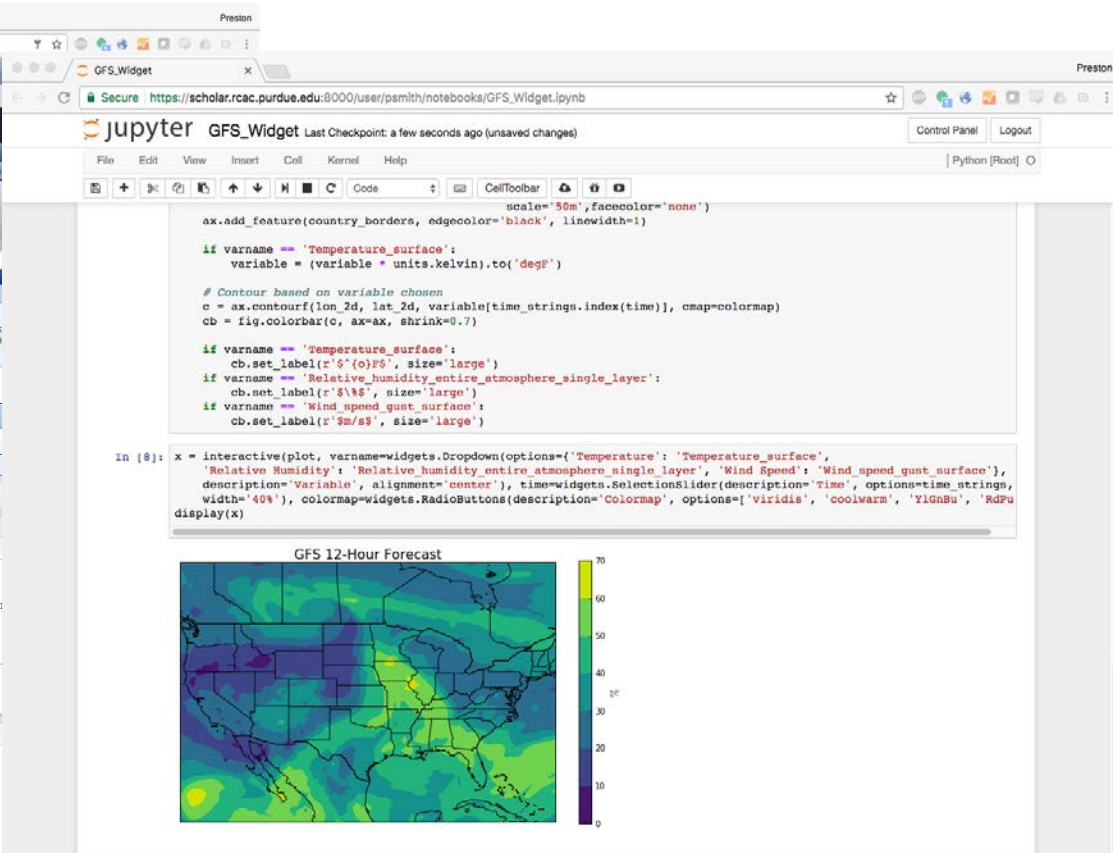 Preston
GFS_Widget
Preston
Secure https://scholar.rcac.purdue.edu:8000/user/psmith/notebooks/GFS_Widget.ipynb
jupyter GFS_Widget Last Checkpoint: a few seconds ago (unsaved changes)
Control Panel Logout
File Edit View Insert Cell Kernel Help
Python [Root]
Code CellToolbar
scale='50m',facecolor='none')
ax.add_feature(country_borders, edgecolor='black', linewidth=1)
if varname == 'Temperature_surface':
variable = (variable * units.kelvin).to('degF')
# Contour based on variable chosen
c = ax.contourf(lon_2d, lat_2d, variable[time_strings.index(time)], cmap=colormap)
cb = fig.colorbar(c, ax=ax, shrink=0.7)
if varname == 'Temperature_surface':
cb.set_label(r'$^{o}F$', size='large')
if varname == 'Relative_humidity_entire_atmosphere_single_layer':
cb.set_label(r'$\%$', size='large')
if varname == 'Wind_speed_gust_surface':
cb.set_label(r'$m/s$', size='large')
In [8]: x = interactive(plot, varname=widgets.Dropdown(options={'Temperature': 'Temperature_surface',
'Relative Humidity': 'Relative_humidity_entire_atmosphere_single_layer', 'Wind Speed': 'Wind_speed_gust_surface'},
description='Variable', alignment='center'), time=widgets.SelectionSlider(description='Time', options=time_strings,
width='40%'), colormap=widgets.RadioButtons(description='Colormap', options=['viridis', 'coolwarm', 'YlGnBu', 'RdPu
display(x)
GFS 12-Hour Forecast
70
60
50
40
30
20
10
0